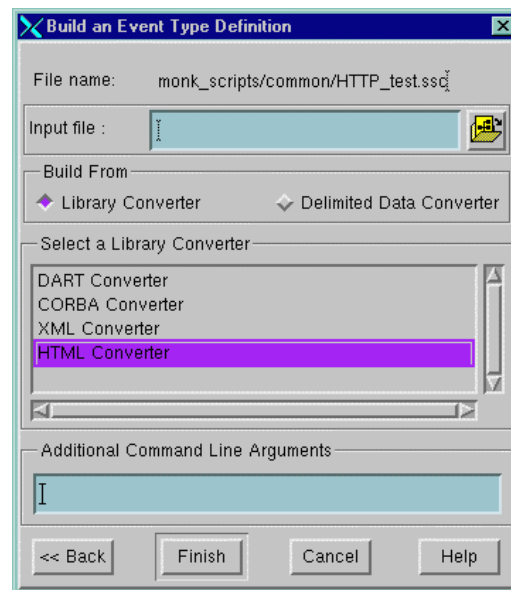 Build an Event Type Definition
File name: monk_scripts/common/HTTP_test.ssc
Input file :
Build From
Library Converter Delimited Data Converter
Select a Library Converter
DART Converter
CORBA Converter
XML Converter
HTML Converter
Additional Command Line Arguments
<< Back Finish Cancel Help